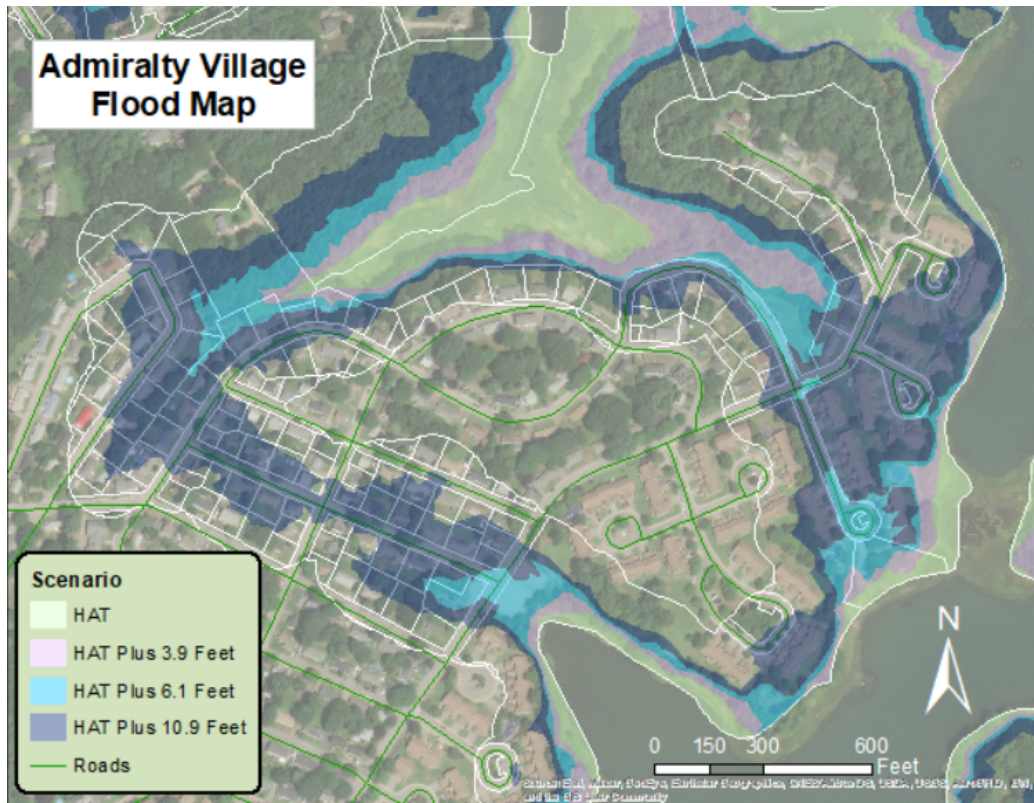 Admiralty Village
Flood Map
Scenario
HAT
HAT Plus 3.9 Feet
HAT Plus 6.1 Feet
HAT Plus 10.9 Feet
Roads
N
0 150 300 600
Feet